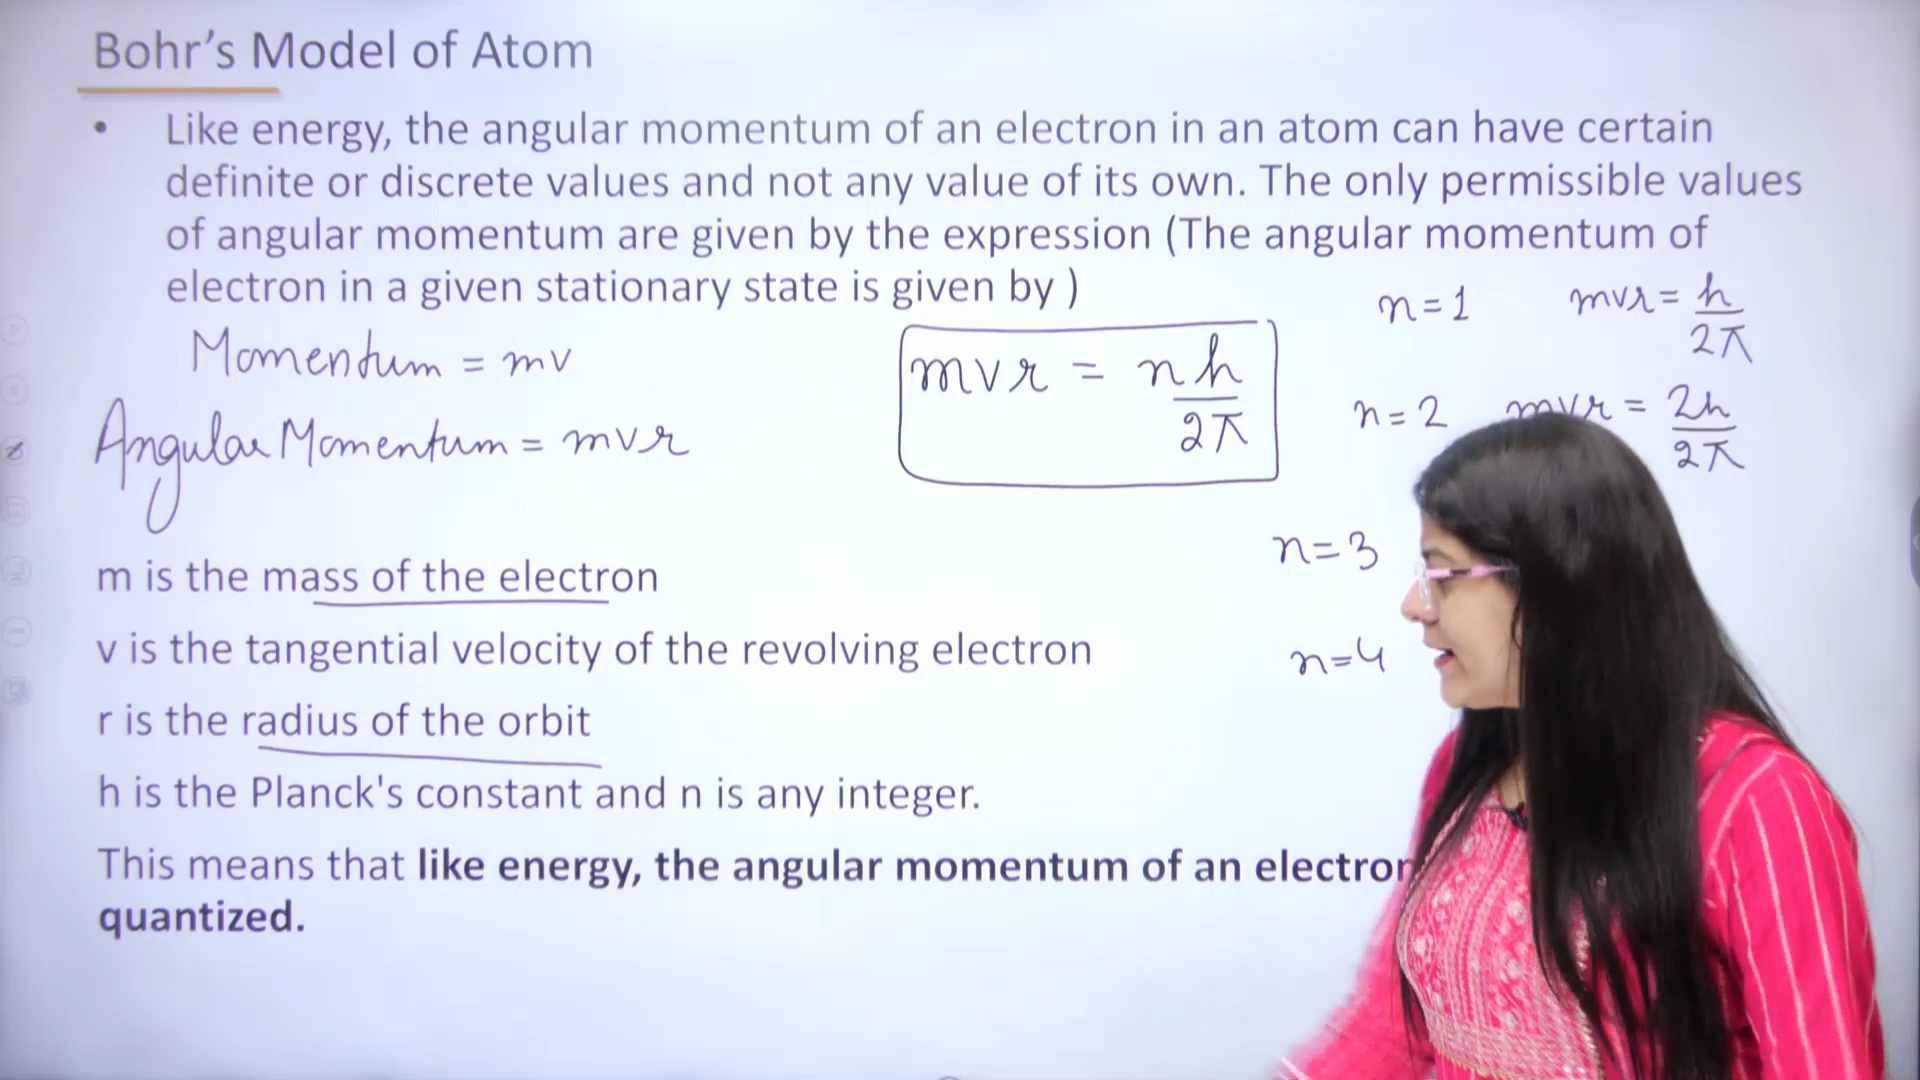 Bohr's Model of Atom
• Like energy, the angular momentum of an electron in an atom can have certain
definite or discrete values and not any value of its own. The only permissible values
of angular momentum are given by the expression (The angular momentum of
electron in a given stationary state is given by )
n=1 mvr = h/2π
Momentum = mv
mvr = nh/2π
n=2 mvr = 2h/2π
Angular Momentum = mvr
n=3
m is the mass of the electron
v is the tangential velocity of the revolving electron
n=4
r is the radius of the orbit
h is the Planck's constant and n is any integer.
This means that like energy, the angular momentum of an electron
quantized.